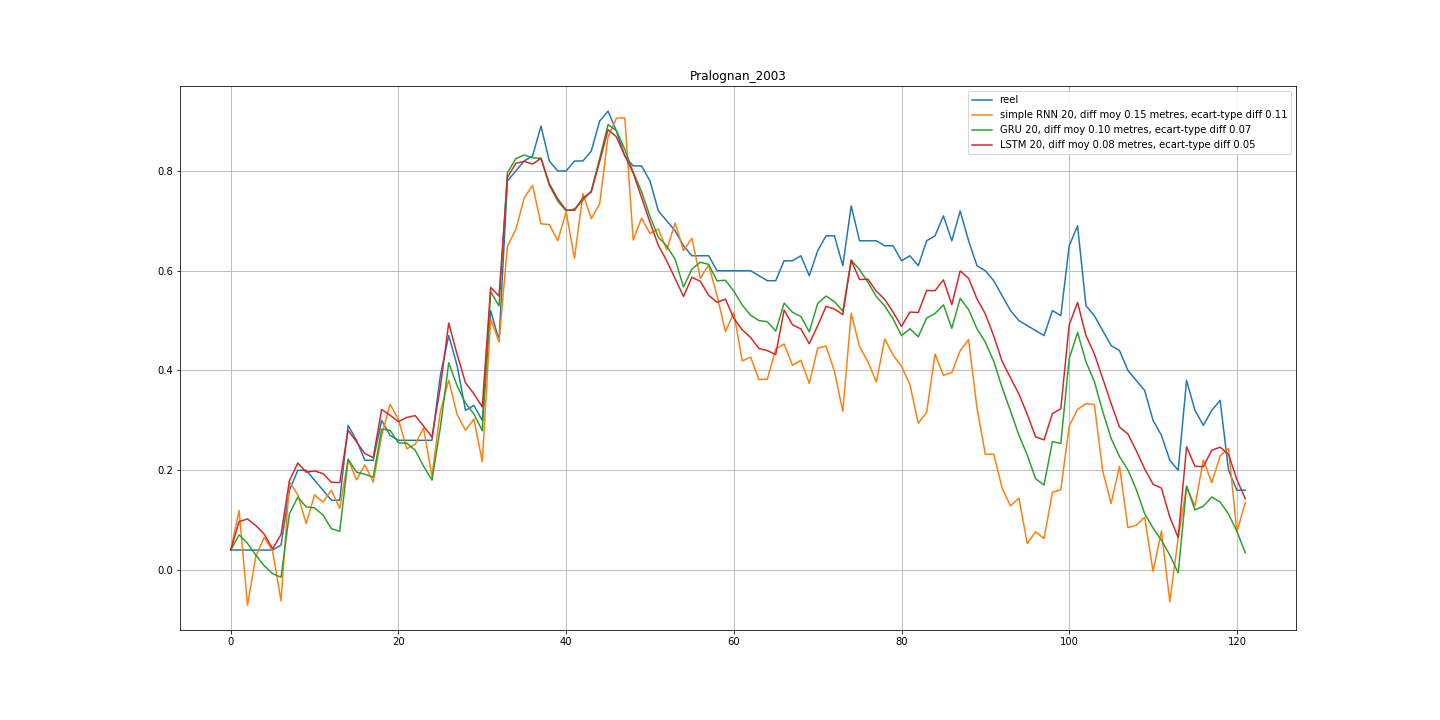 Pralognan_2003
reel
simple RNN 20, diff moy 0.15 metres, ecart-type diff 0.11
GRU 20, diff moy 0.10 metres, ecart-type diff 0.07
LSTM 20, diff moy 0.08 metres, ecart-type diff 0.05
0.8
0.6
0.4
0.2
0.0
0 20 40 60 80 100 120